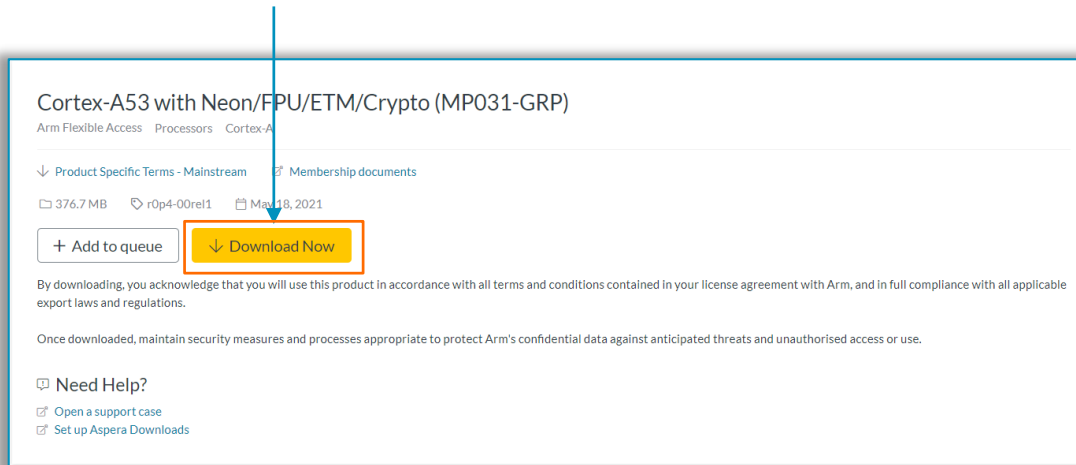 Cortex-A53 with Neon/FPU/ETM/Crypto (MP031-GRP)
Arm Flexible Access Processors Cortex-A
Product Specific Terms - Mainstream Membership documents
376.7 MB r0p4-00rel1 May 18, 2021
+ Add to queue Download Now
By downloading, you acknowledge that you will use this product in accordance with all terms and conditions contained in your license agreement with Arm, and in full compliance with all applicable
export laws and regulations.
Once downloaded, maintain security measures and processes appropriate to protect Arm's confidential data against anticipated threats and unauthorised access or use.
Need Help?
Open a support case
Set up Aspera Downloads